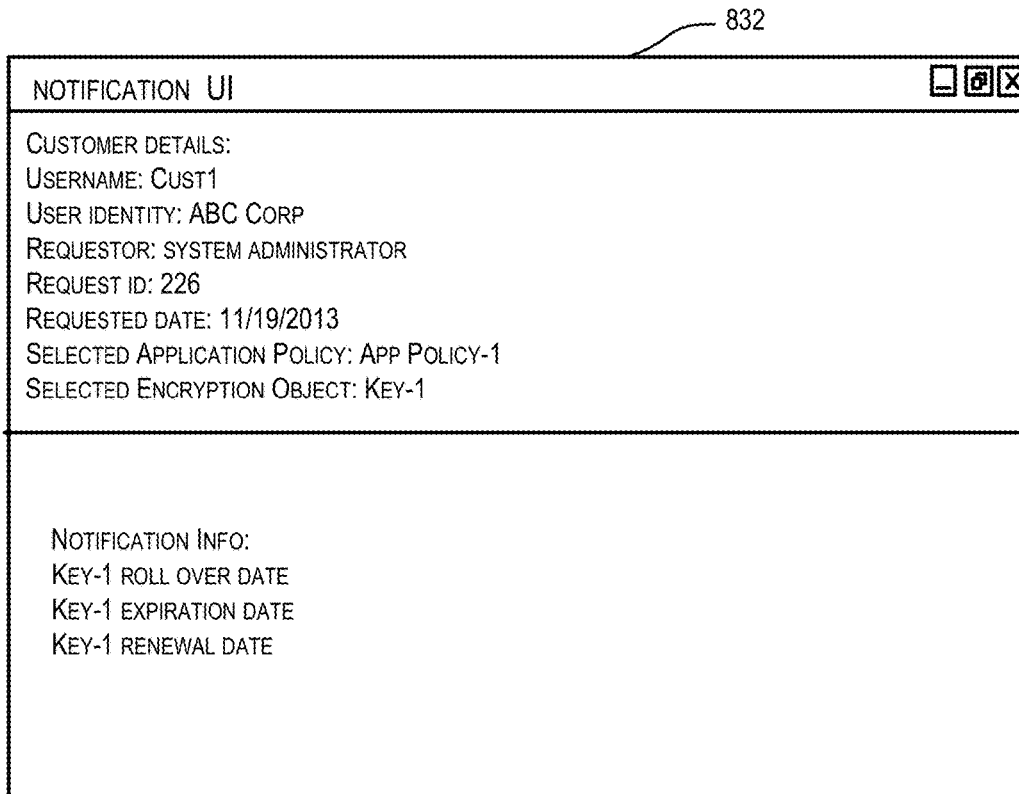 832
NOTIFICATION UI
CUSTOMER DETAILS:
USERNAME: CUST1
USER IDENTITY: ABC CORP
REQUESTOR: SYSTEM ADMINISTRATOR
REQUEST ID: 226
REQUESTED DATE: 11/19/2013
SELECTED APPLICATION POLICY: APP POLICY-1
SELECTED ENCRYPTION OBJECT: KEY-1
NOTIFICATION INFO:
KEY-1 ROLL OVER DATE
KEY-1 EXPIRATION DATE
KEY-1 RENEWAL DATE